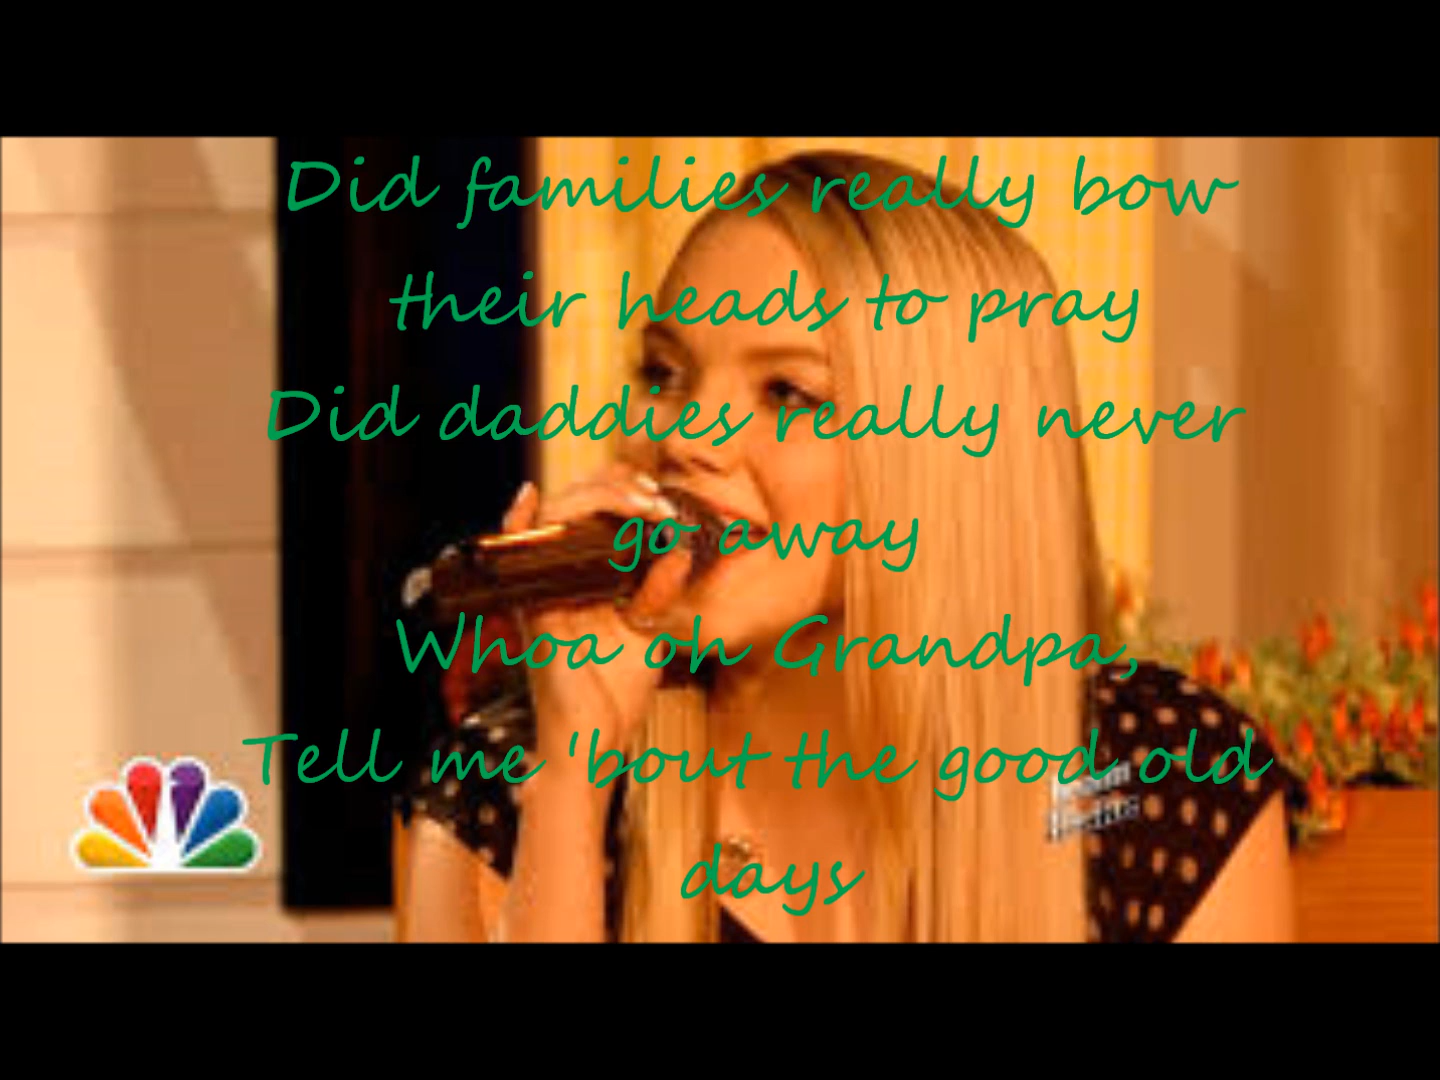 Did families really bow
their heads to pray
Did daddies really never
go away
Whoa oh Grandpa,
Tell me 'bout the good old
days